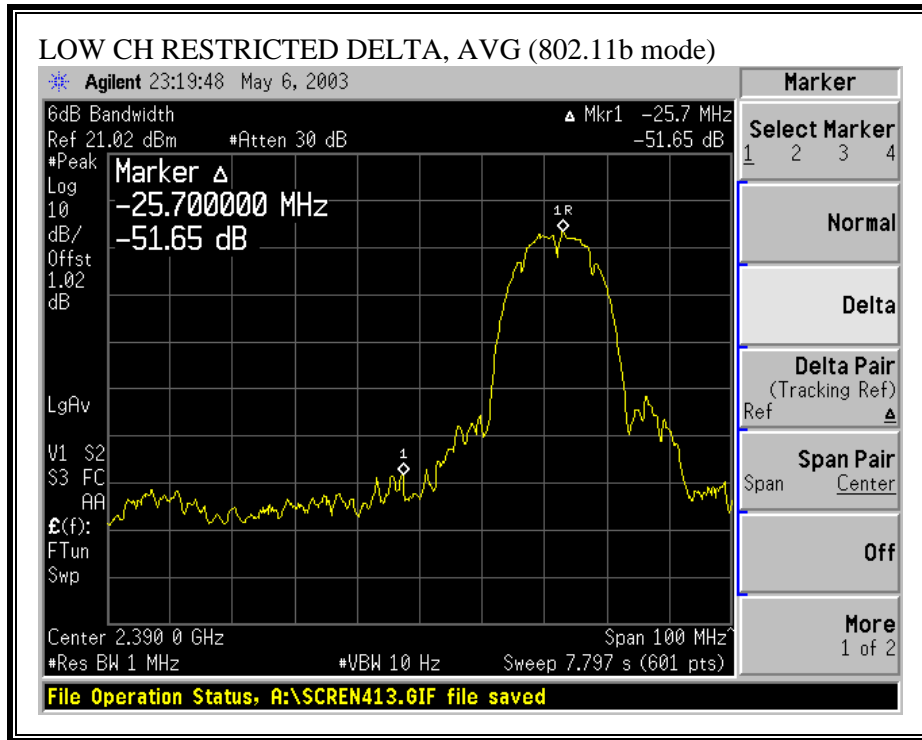 LOW CH RESTRICTED DELTA, AVG (802.11b mode)
Agilent 23:19:48 May 6, 2003
Marker
6dB Bandwidth
Δ Mkr1 -25.7 MHz
Ref 21.02 dBm #Atten 30 dB -51.65 dB
#Peak
Log
10
dB/
Offst
1.02
dB
Marker Δ
-25.700000 MHz
-51.65 dB
1R
1
LgAv
V1 S2
S3 FC
AA
£(f):
FTun
Swp
Center 2.390 0 GHz Span 100 MHz^
#Res BW 1 MHz #VBW 10 Hz Sweep 7.797 s (601 pts)
Select Marker
1 2 3 4
Normal
Delta
Delta Pair
(Tracking Ref)
Ref Δ
Span Pair
Span Center
Off
More
1 of 2
File Operation Status, A:\SCREN413.GIF file saved